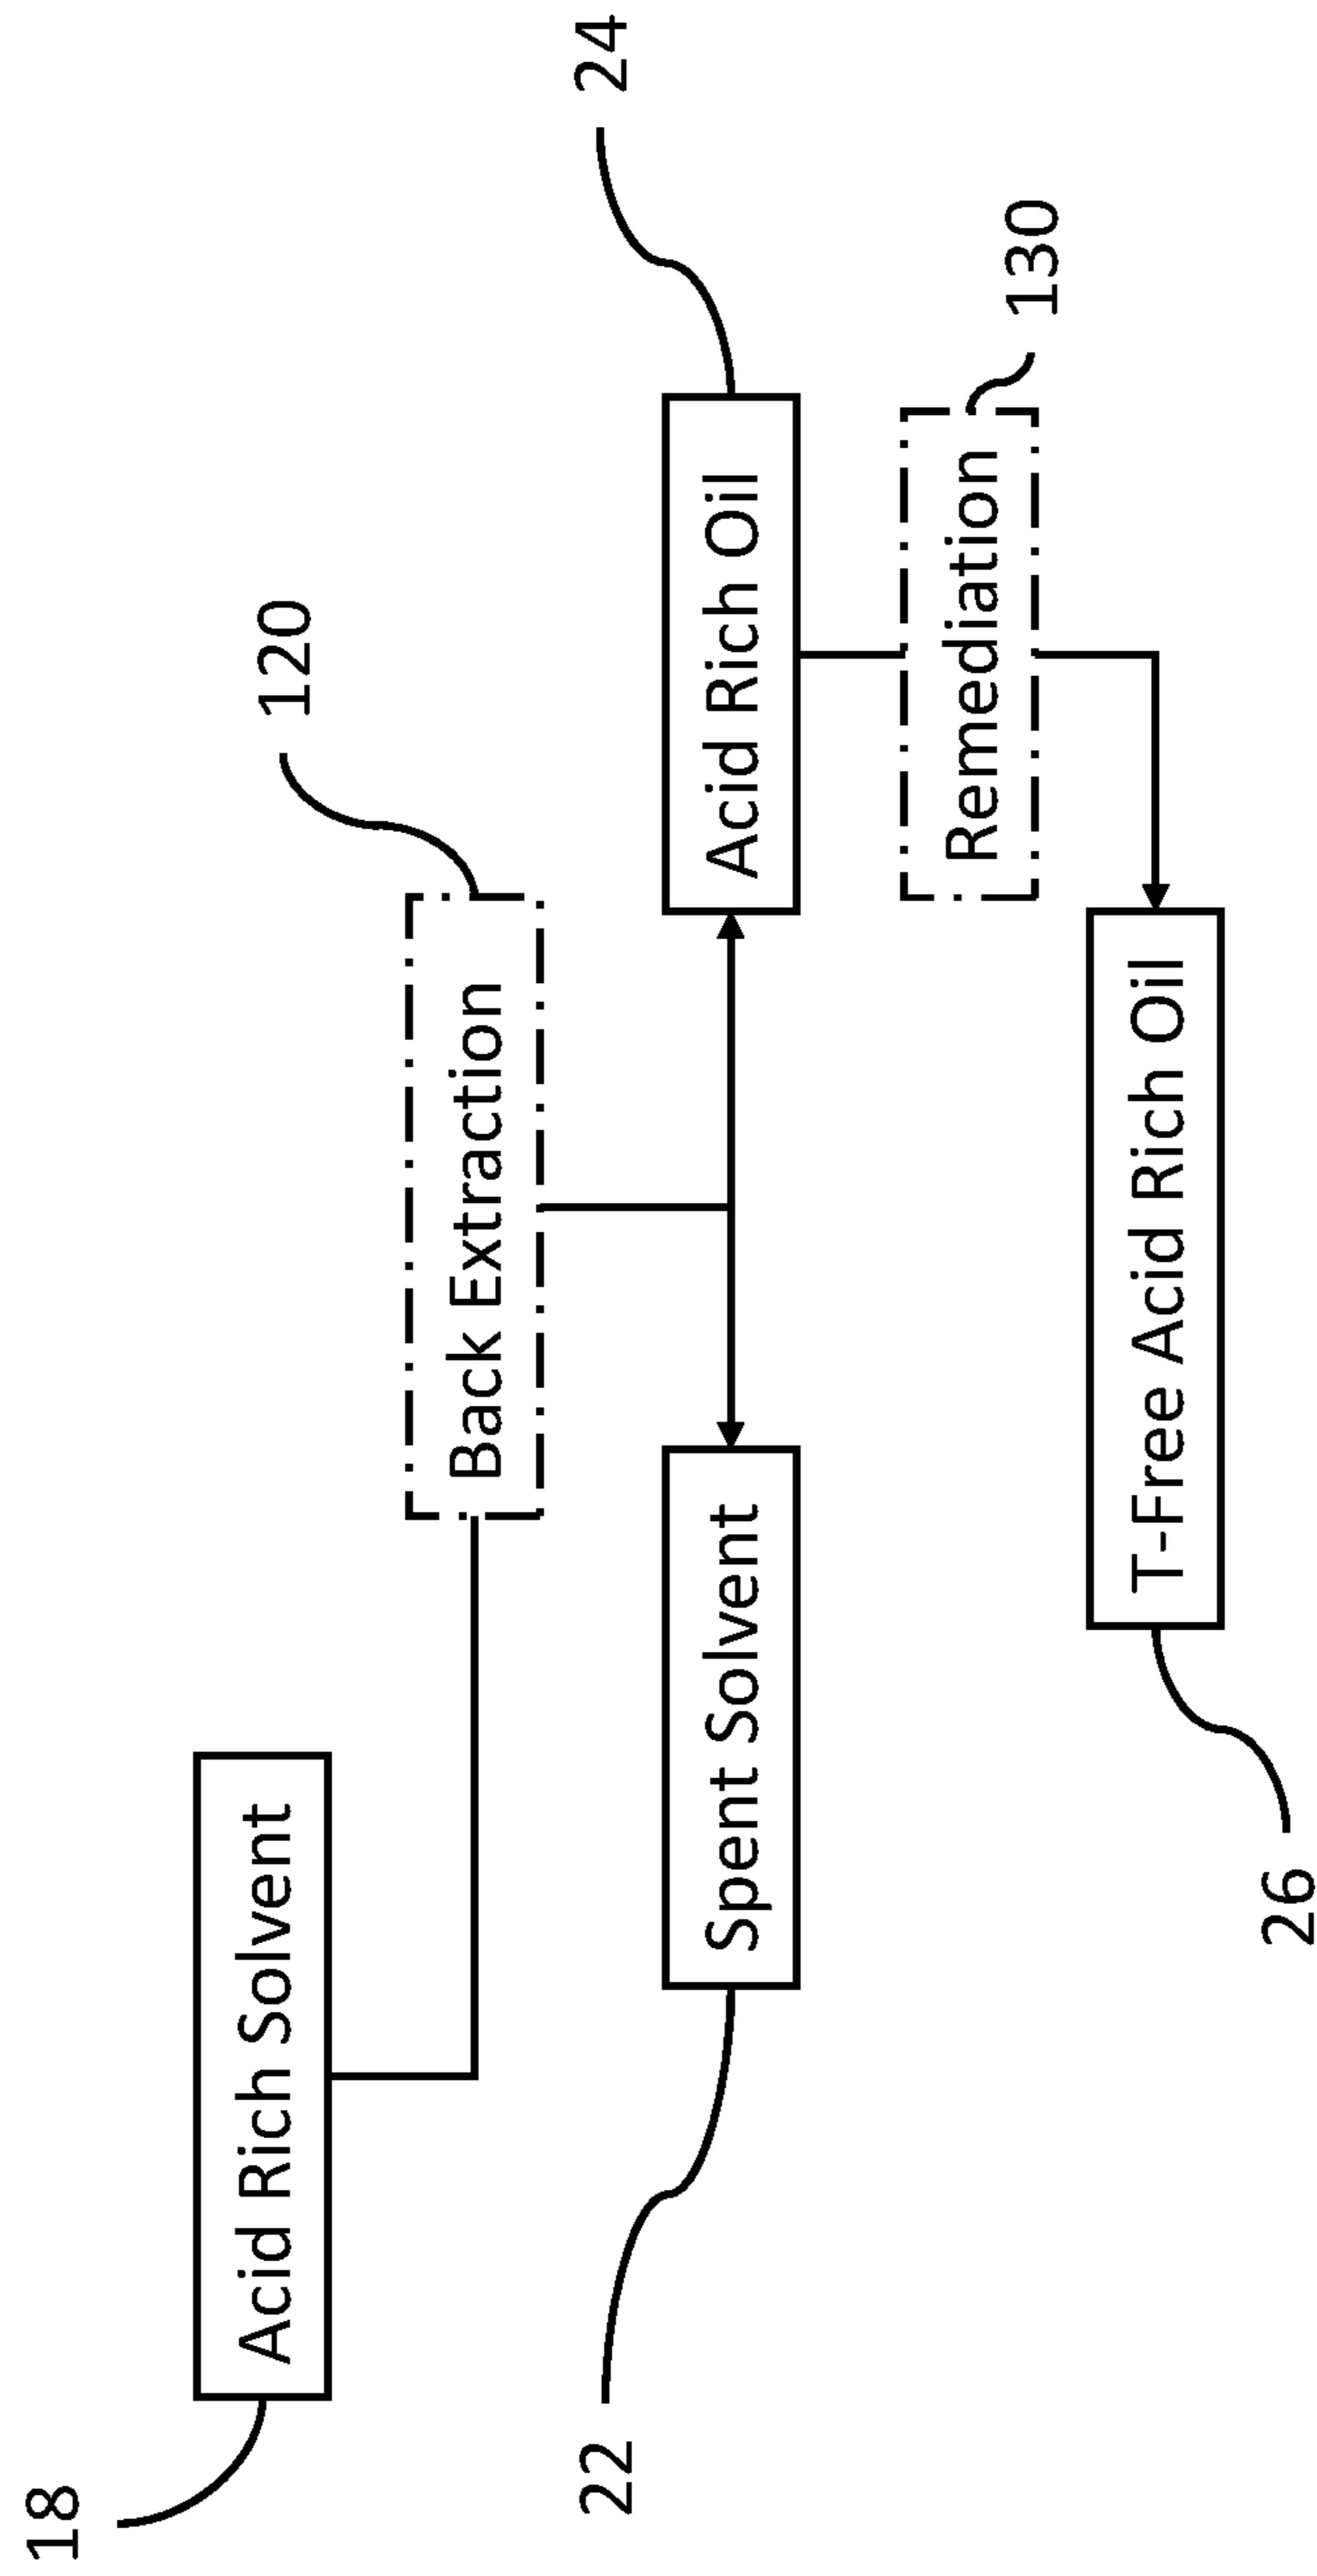 18
Acid Rich Solvent
120
Back Extraction
22
Spent Solvent
Acid Rich Oil
24
Remediation
130
T-Free Acid Rich Oil
26